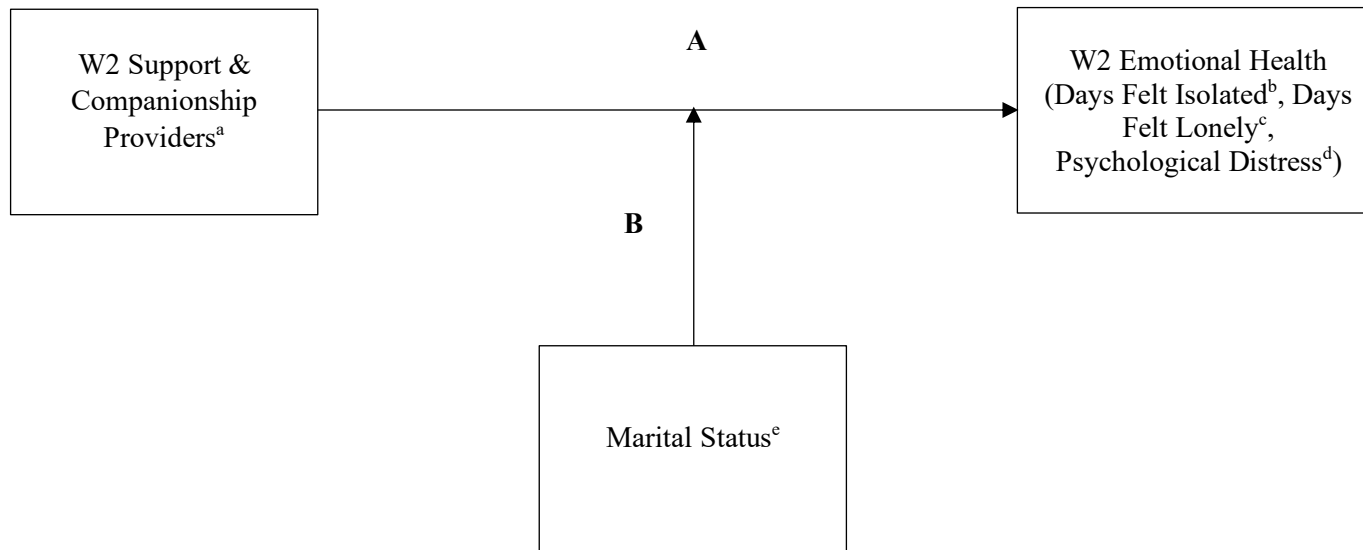 A
W2 Support &
Companionship
Providersᵃ
W2 Emotional Health
(Days Felt Isolatedᵇ, Days
Felt Lonelyᶜ,
Psychological Distressᵈ)
B
Marital Statusᵉ